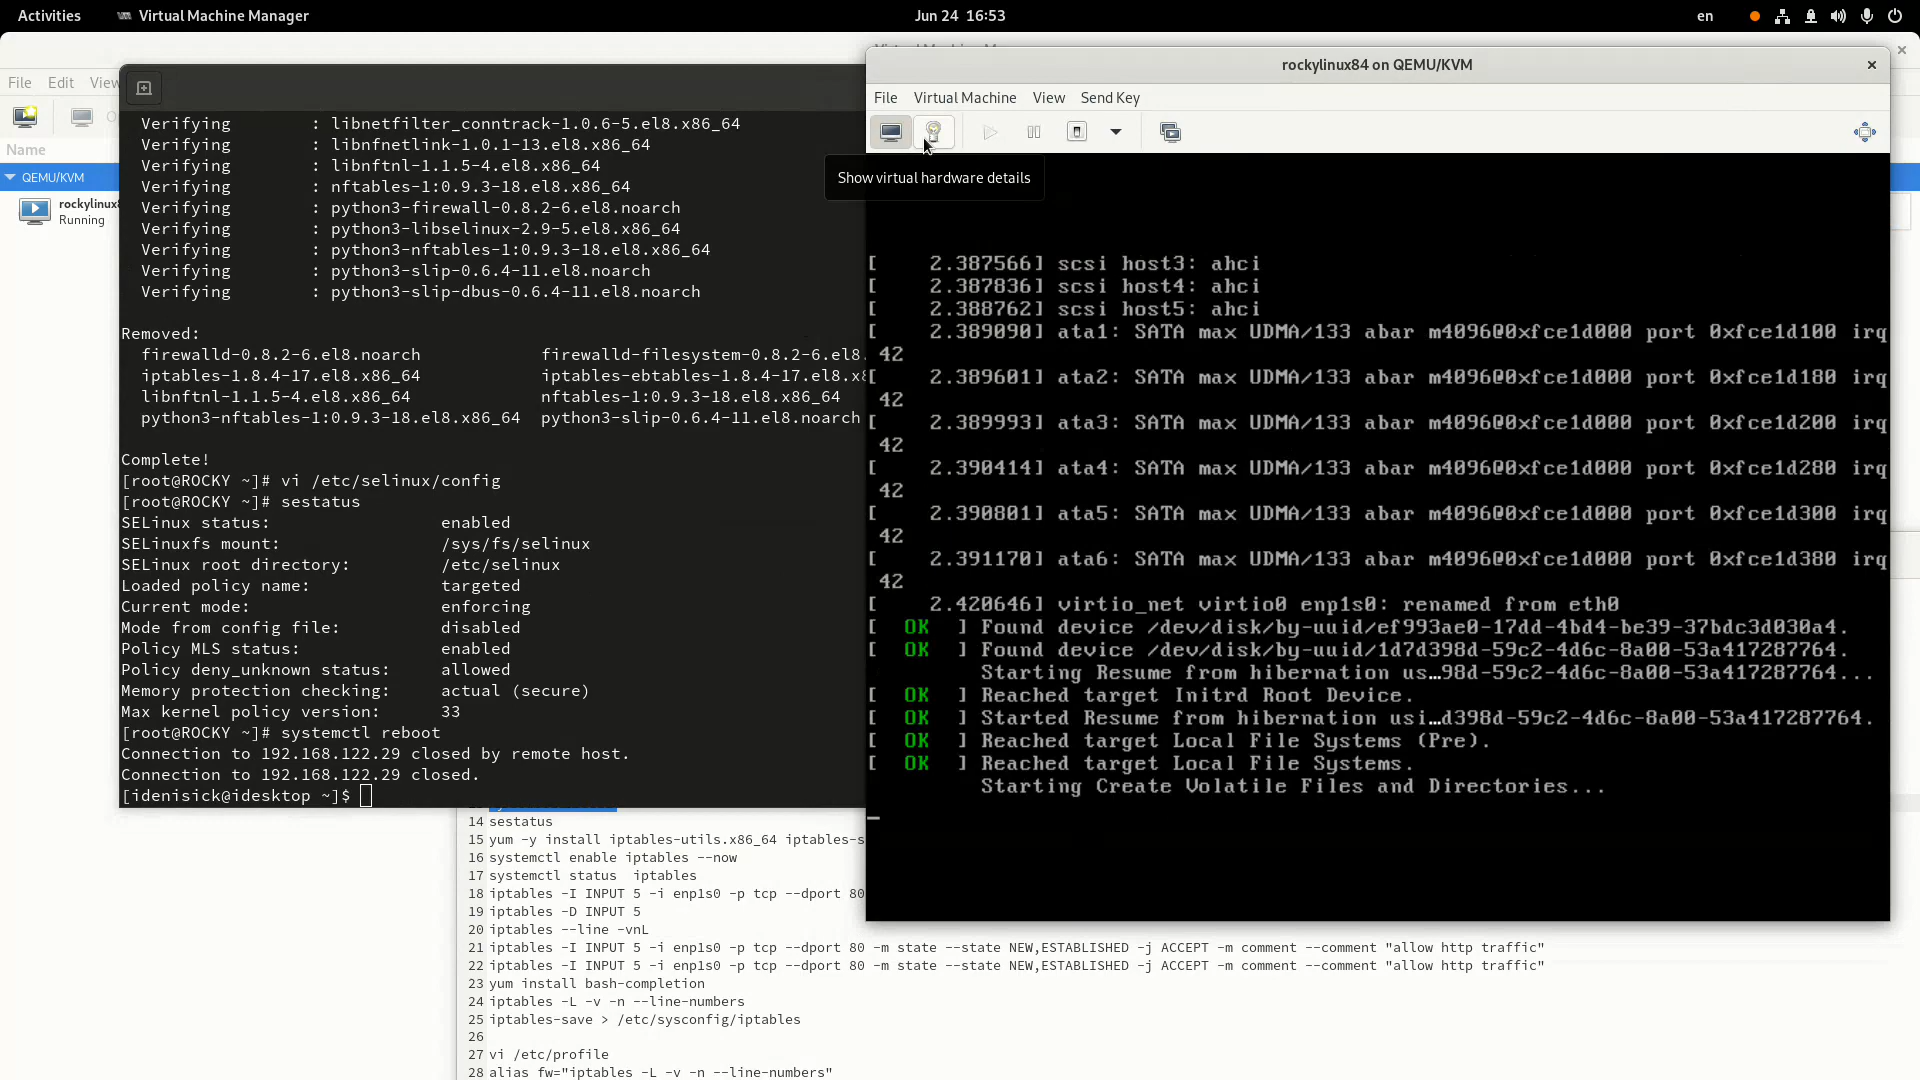 Activities
Virtual Machine Manager
Jun 24 16:53
en
File Edit View
Name
QEMU/KVM
rockylinux8
Running
Verifying : libnetfilter_conntrack-1.0.6-5.el8.x86_64
Verifying : libnfnetlink-1.0.1-13.el8.x86_64
Verifying : libnftnl-1.1.5-4.el8.x86_64
Verifying : nftables-1:0.9.3-18.el8.x86_64
Verifying : python3-firewall-0.8.2-6.el8.noarch
Verifying : python3-libselinux-2.9-5.el8.x86_64
Verifying : python3-nftables-1:0.9.3-18.el8.x86_64
Verifying : python3-slip-0.6.4-11.el8.noarch
Verifying : python3-slip-dbus-0.6.4-11.el8.noarch
Removed:
firewalld-0.8.2-6.el8.noarch firewalld-filesystem-0.8.2-6.el8.
iptables-1.8.4-17.el8.x86_64 iptables-ebtables-1.8.4-17.el8.x8
libnftnl-1.1.5-4.el8.x86_64 nftables-1:0.9.3-18.el8.x86_64
python3-nftables-1:0.9.3-18.el8.x86_64 python3-slip-0.6.4-11.el8.noarch
Complete!
[root@ROCKY ~]# vi /etc/selinux/config
[root@ROCKY ~]# sestatus
SELinux status: enabled
SELinuxfs mount: /sys/fs/selinux
SELinux root directory: /etc/selinux
Loaded policy name: targeted
Current mode: enforcing
Mode from config file: disabled
Policy MLS status: enabled
Policy deny_unknown status: allowed
Memory protection checking: actual (secure)
Max kernel policy version: 33
[root@ROCKY ~]# systemctl reboot
Connection to 192.168.122.29 closed by remote host.
Connection to 192.168.122.29 closed.
[idenisick@idesktop ~]$
rockylinux84 on QEMU/KVM
File Virtual Machine View Send Key
Show virtual hardware details
[ 2.387566] scsi host3: ahci
[ 2.387836] scsi host4: ahci
[ 2.388762] scsi host5: ahci
[ 2.389090] ata1: SATA max UDMA/133 abar m4096@0xfce1d000 port 0xfce1d100 irq
42
[ 2.389601] ata2: SATA max UDMA/133 abar m4096@0xfce1d000 port 0xfce1d180 irq
42
[ 2.389993] ata3: SATA max UDMA/133 abar m4096@0xfce1d000 port 0xfce1d200 irq
42
[ 2.390414] ata4: SATA max UDMA/133 abar m4096@0xfce1d000 port 0xfce1d280 irq
42
[ 2.390801] ata5: SATA max UDMA/133 abar m4096@0xfce1d000 port 0xfce1d300 irq
42
[ 2.391170] ata6: SATA max UDMA/133 abar m4096@0xfce1d000 port 0xfce1d380 irq
42
[ 2.420646] virtio_net virtio0 enp1s0: renamed from eth0
[ OK ] Found device /dev/disk/by-uuid/ef993ae0-17dd-4bd4-be39-37bdc3d030a4.
[ OK ] Found device /dev/disk/by-uuid/1d7d398d-59c2-4d6c-8a00-53a417287764.
Starting Resume from hibernation us…98d-59c2-4d6c-8a00-53a417287764...
[ OK ] Reached target Initrd Root Device.
[ OK ] Started Resume from hibernation usi…d398d-59c2-4d6c-8a00-53a417287764.
[ OK ] Reached target Local File Systems (Pre).
[ OK ] Reached target Local File Systems.
Starting Create Volatile Files and Directories...
14 sestatus
15 yum -y install iptables-utils.x86_64 iptables-s
16 systemctl enable iptables --now
17 systemctl status  iptables
18 iptables -I INPUT 5 -i enp1s0 -p tcp --dport 80
19 iptables -D INPUT 5
20 iptables --line -vnL
21 iptables -I INPUT 5 -i enp1s0 -p tcp --dport 80 -m state --state NEW,ESTABLISHED -j ACCEPT -m comment --comment "allow http traffic"
22 iptables -I INPUT 5 -i enp1s0 -p tcp --dport 80 -m state --state NEW,ESTABLISHED -j ACCEPT -m comment --comment "allow http traffic"
23 yum install bash-completion
24 iptables -L -v -n --line-numbers
25 iptables-save > /etc/sysconfig/iptables
26
27 vi /etc/profile
28 alias fw="iptables -L -v -n --line-numbers"